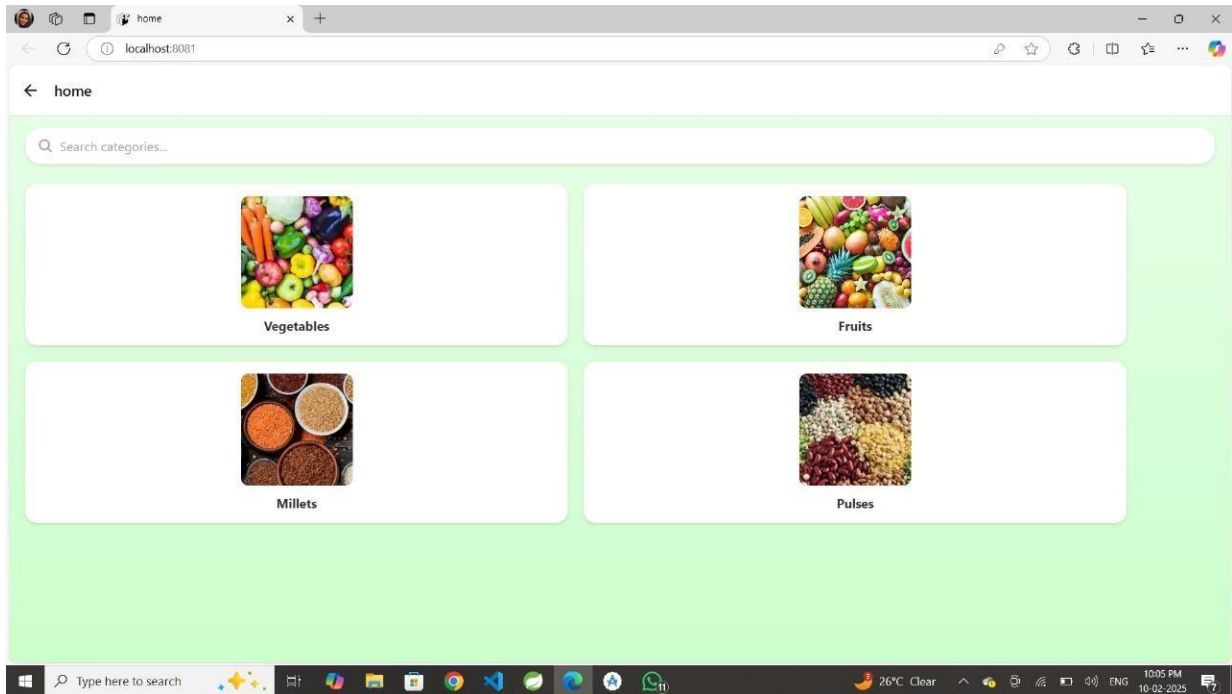 home
localhost:8081
home
Search categories...
Vegetables
Fruits
Millets
Pulses
Type here to search
26°C Clear
ENG
10:05 PM
10-02-2025